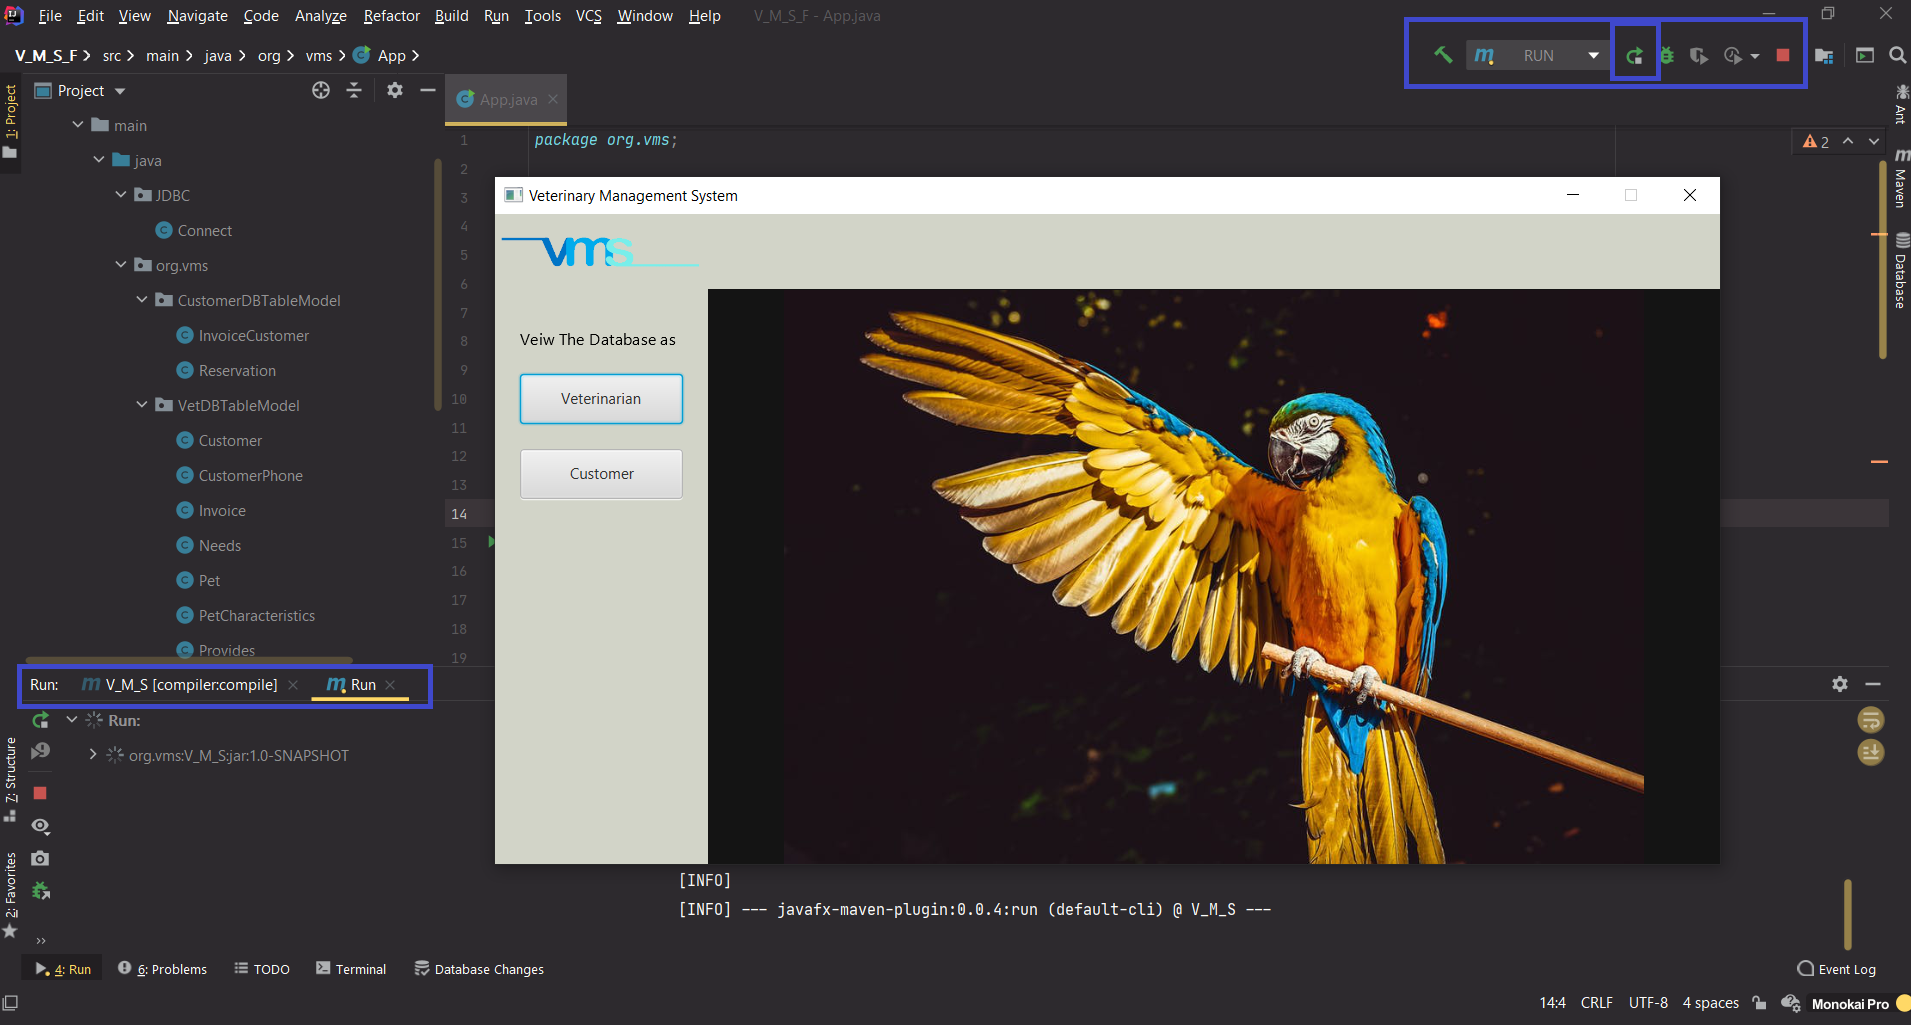 File Edit View Navigate Code Analyze Refactor Build Run Tools VCS Window Help V_M_S_F - App.java
V_M_S_F src main java org vms App
RUN
1: Project
Project
App.java
main
java
JDBC
Connect
org.vms
CustomerDBTableModel
InvoiceCustomer
Reservation
VetDBTableModel
Customer
CustomerPhone
Invoice
Needs
Pet
PetCharacteristics
Provides
1 package org.vms;
2
3
4
5
6
7
8
9
10
11
12
13
14
15
16
17
18
19
2
Ant
Maven
Database
Veterinary Management System
vms
Veiw The Database as
Veterinarian
Customer
Run: V_M_S [compiler:compile] Run
Run:
org.vms:V_M_S:jar:1.0-SNAPSHOT
7: Structure
2: Favorites
[INFO]
[INFO] --- javafx-maven-plugin:0.0.4:run (default-cli) @ V_M_S ---
4: Run 6: Problems TODO Terminal Database Changes Event Log
14:4 CRLF UTF-8 4 spaces Monokai Pro